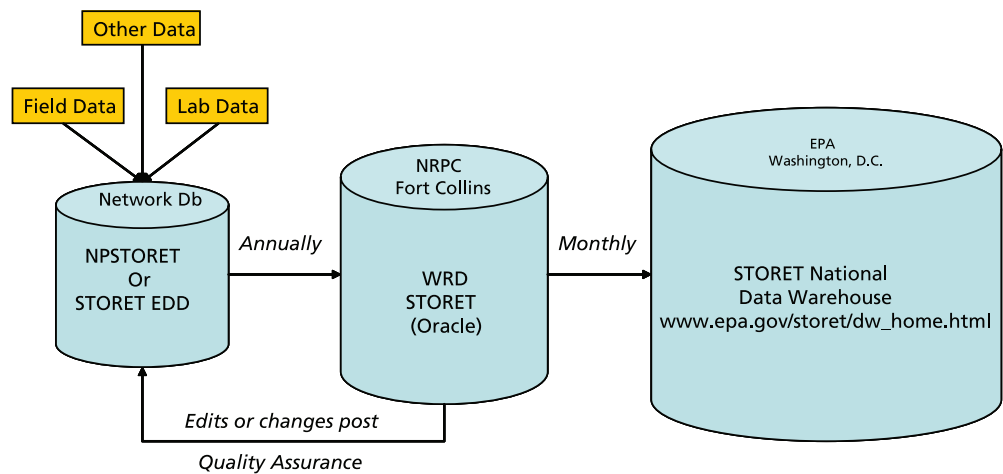 Other Data
Field Data
Lab Data
Network Db
NPSTORET
Or
STORET EDD
Annually
NRPC
Fort Collins
WRD
STORET
(Oracle)
Monthly
EPA
Washington, D.C.
STORET National
Data Warehouse
www.epa.gov/storet/dw_home.html
Edits or changes post
Quality Assurance